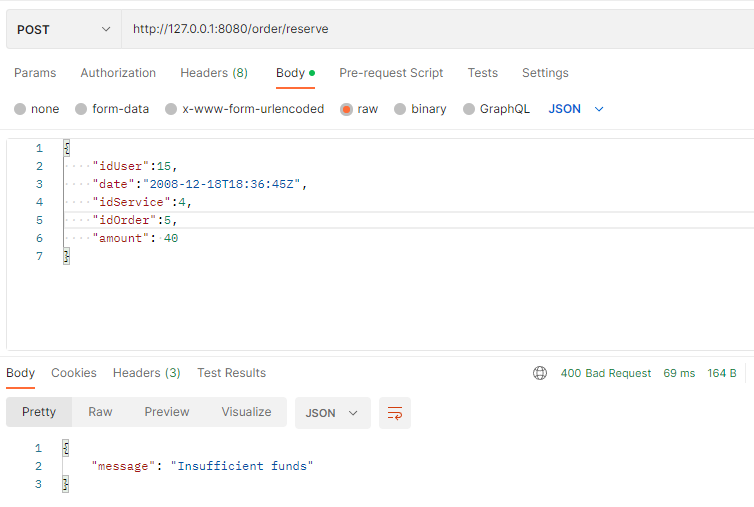 POST http://127.0.0.1:8080/order/reserve
Params Authorization Headers (8) Body Pre-request Script Tests Settings
none form-data x-www-form-urlencoded raw binary GraphQL JSON
1 {
2 "idUser":15,
3 "date":"2008-12-18T18:36:45Z",
4 "idService":4,
5 "idOrder":5,
6 "amount": 40
7 }
Body Cookies Headers (3) Test Results 400 Bad Request 69 ms 164 B
Pretty Raw Preview Visualize JSON
1 {
2 "message": "Insufficient funds"
3 }